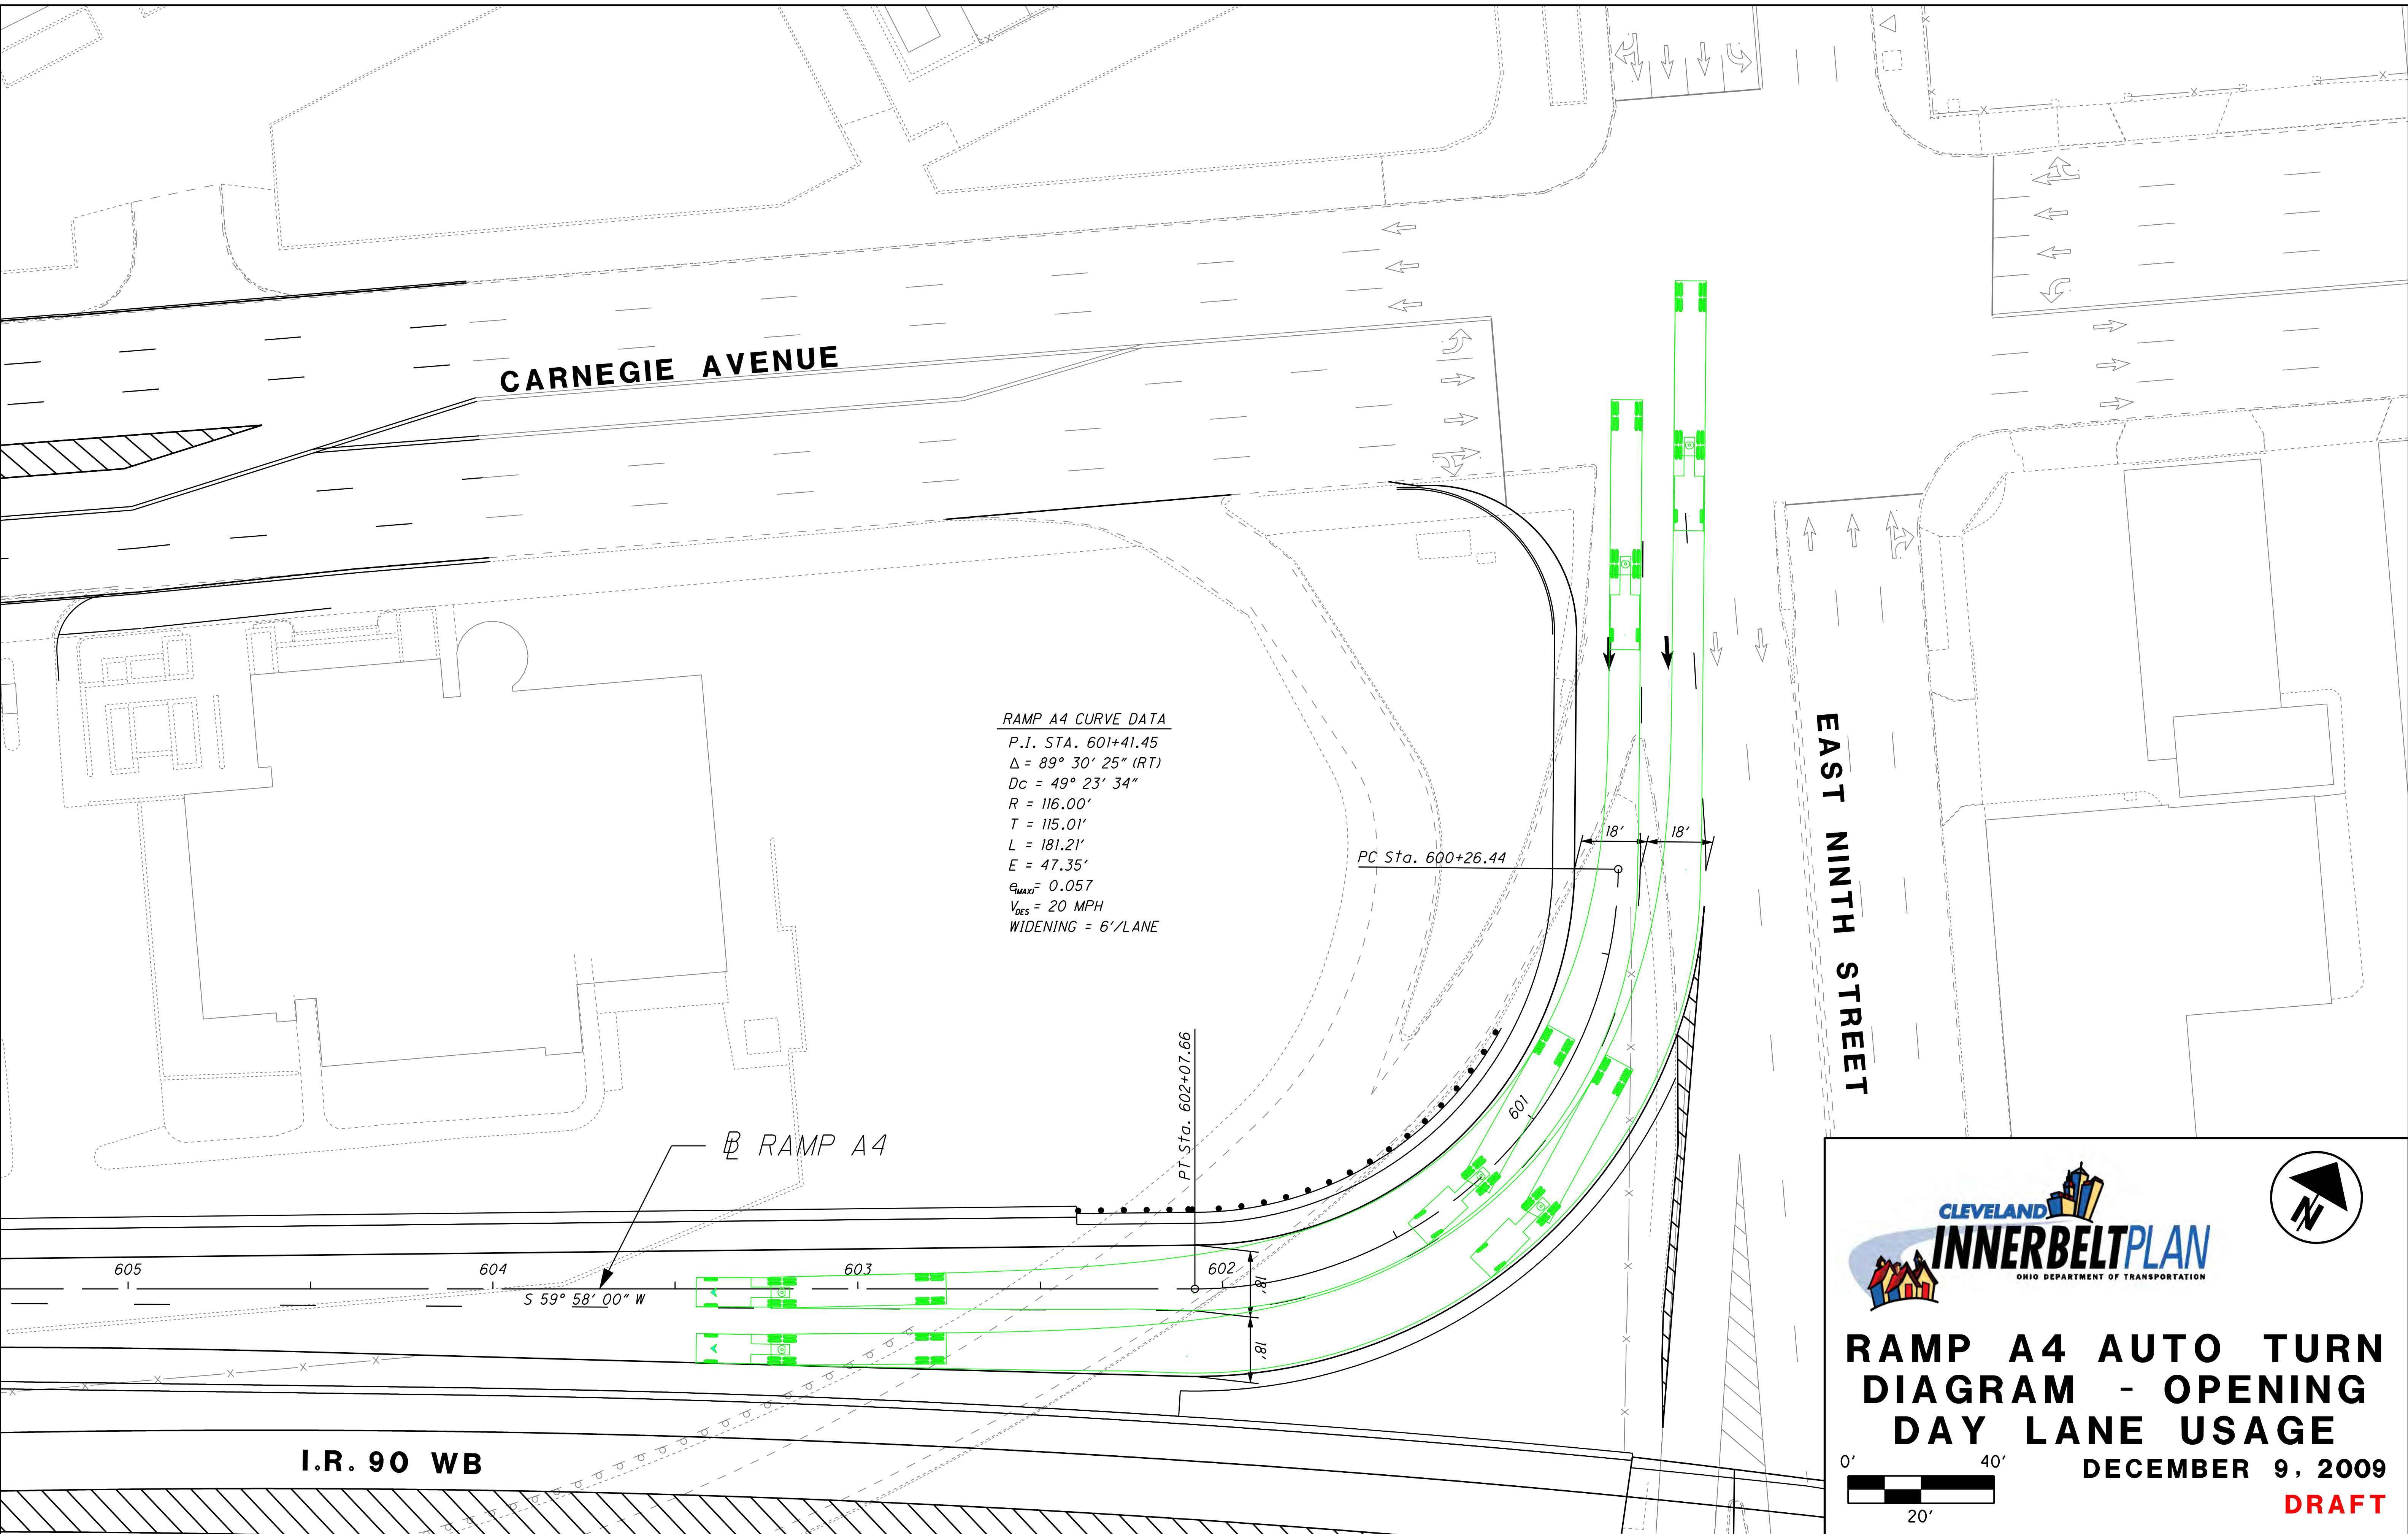 CARNEGIE AVENUE
RAMP A4 CURVE DATA
P.I. STA. 601+41.45
Δ = 89° 30' 25" (RT)
Dc = 49° 23' 34"
R = 116.00'
T = 115.01'
L = 181.21'
E = 47.35'
e(MAX) = 0.057
VDES = 20 MPH
WIDENING = 6'/LANE
18'
18'
PC Sta. 600+26.44
EAST NINTH STREET
PT Sta. 602+07.66
601
℄ RAMP A4
605
604
603
602
S 59° 58' 00" W
18'
18'
I.R. 90 WB
CLEVELAND
INNERBELTPLAN
OHIO DEPARTMENT OF TRANSPORTATION
N
RAMP A4 AUTO TURN
DIAGRAM - OPENING
DAY LANE USAGE
0' 40'
20'
DECEMBER 9, 2009
DRAFT